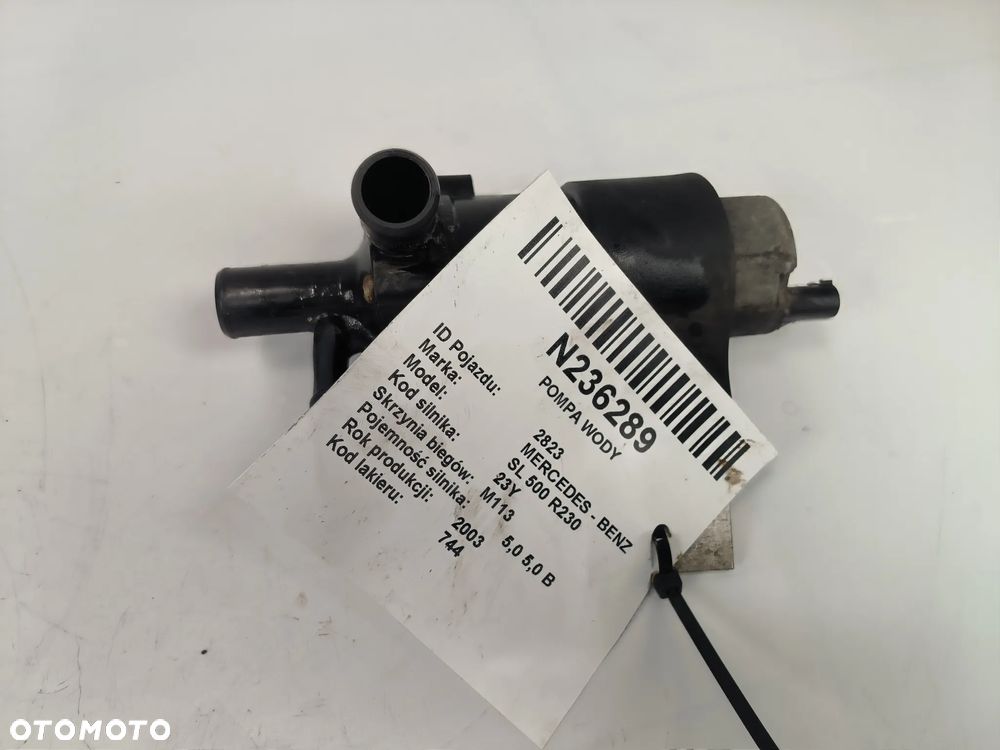 N236289
POMPA WODY
ID Pojazdu: 2823
Marka: MERCEDES - BENZ
Model: SL 500 R230
Kod silnika: 23Y
Skrzynia biegów: M113
Pojemność silnika: 5,0 5,0 B
Rok produkcji: 2003
Kod lakieru: 744
OTOMOTO